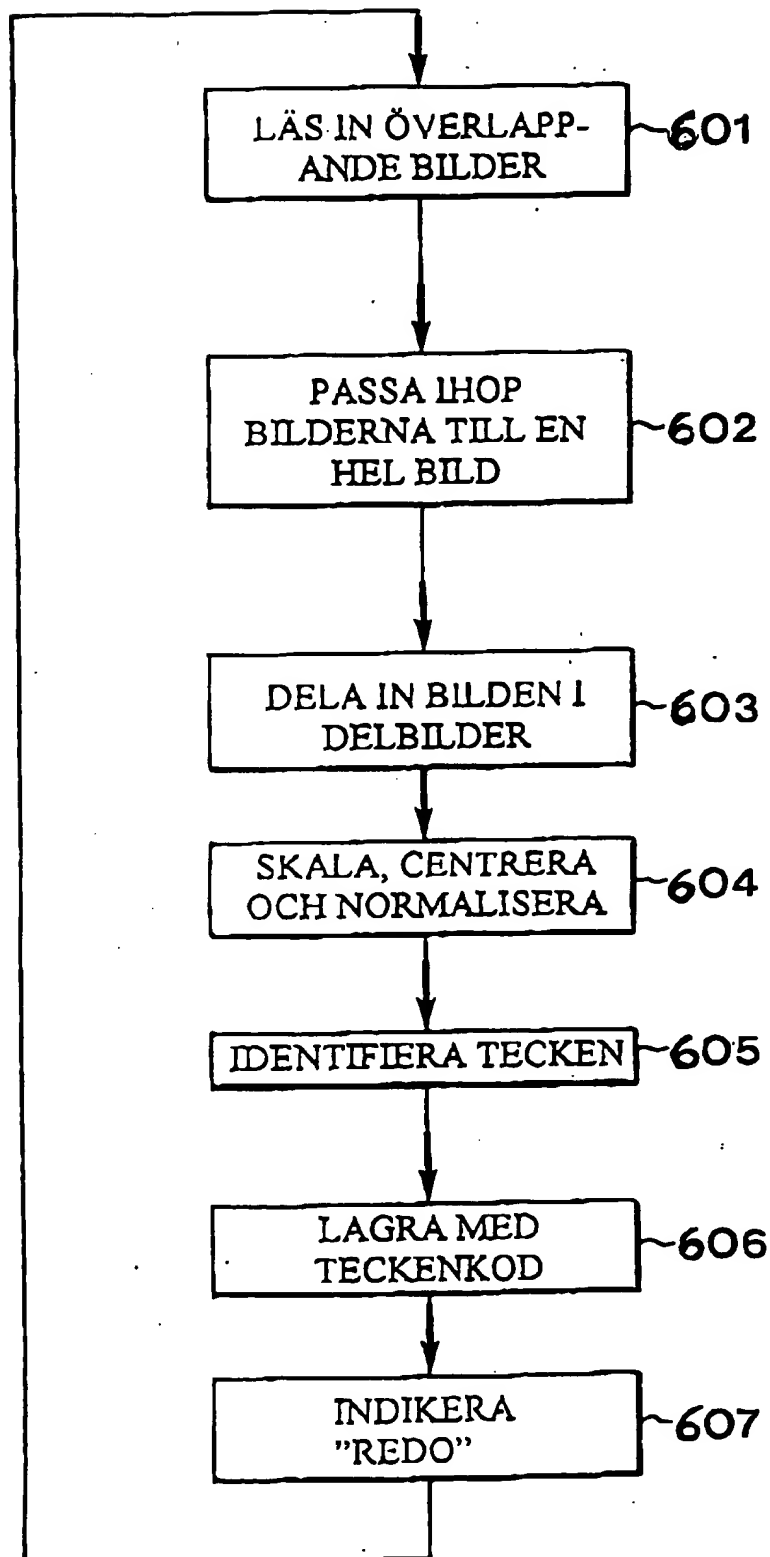 LÄS IN ÖVERLAPP-
ANDE BILDER
601
PASSA IHOP
BILDERNA TILL EN
HEL BILD
602
DELA IN BILDEN I
DELBILDER
603
SKALA, CENTRERA
OCH NORMALISERA
604
IDENTIFIERA TECKEN
605
LAGRA MED
TECKENKOD
606
INDIKERA
"REDO"
607